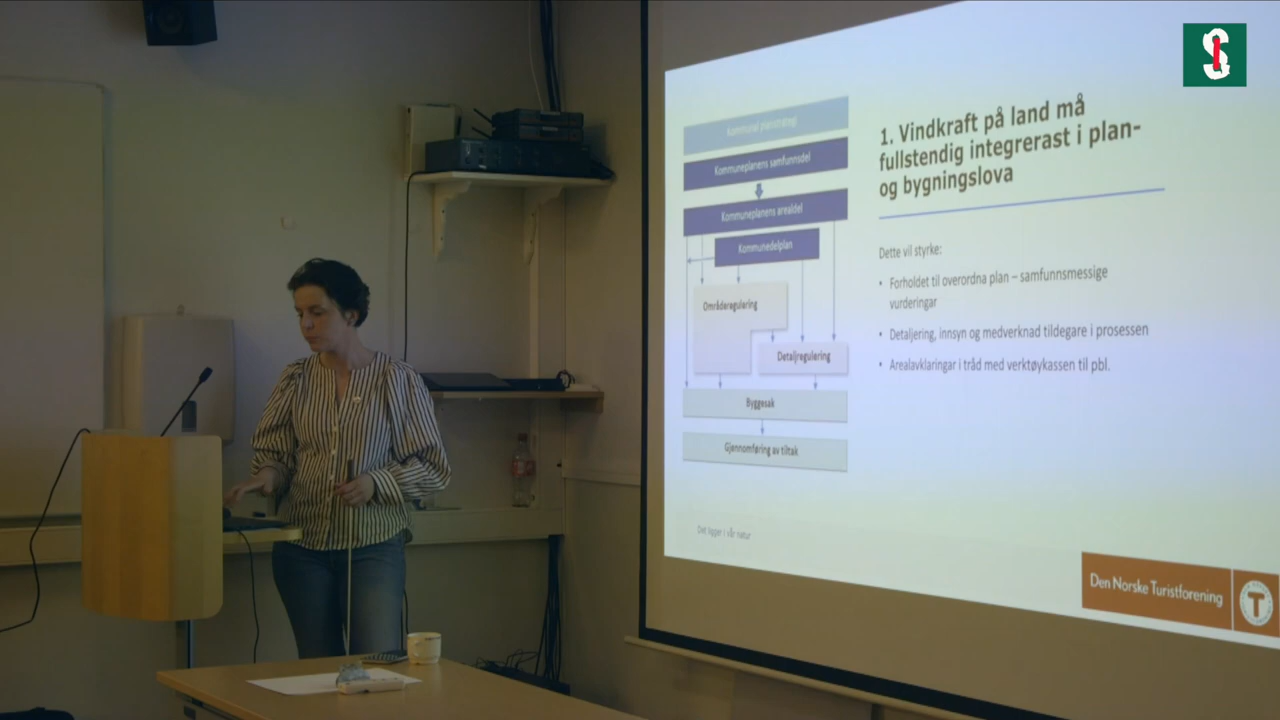 Kommunal planstrategi
Kommuneplanens samfunnsdel
Kommuneplanens arealdel
Kommunedelplan
Områderegulering
Detaljregulering
Byggesak
Gjennomføring av tiltak
1. Vindkraft på land må
fullstendig integrerast i plan-
og bygningslova
Dette vil styrke:
• Forholdet til overordna plan – samfunnsmessige
vurderingar
• Detaljering, innsyn og medverknad tildegare i prosessen
• Arealavklaringar i tråd med verktøykassen til pbl.
Det ligger i vår natur
Den Norske Turistforening
T